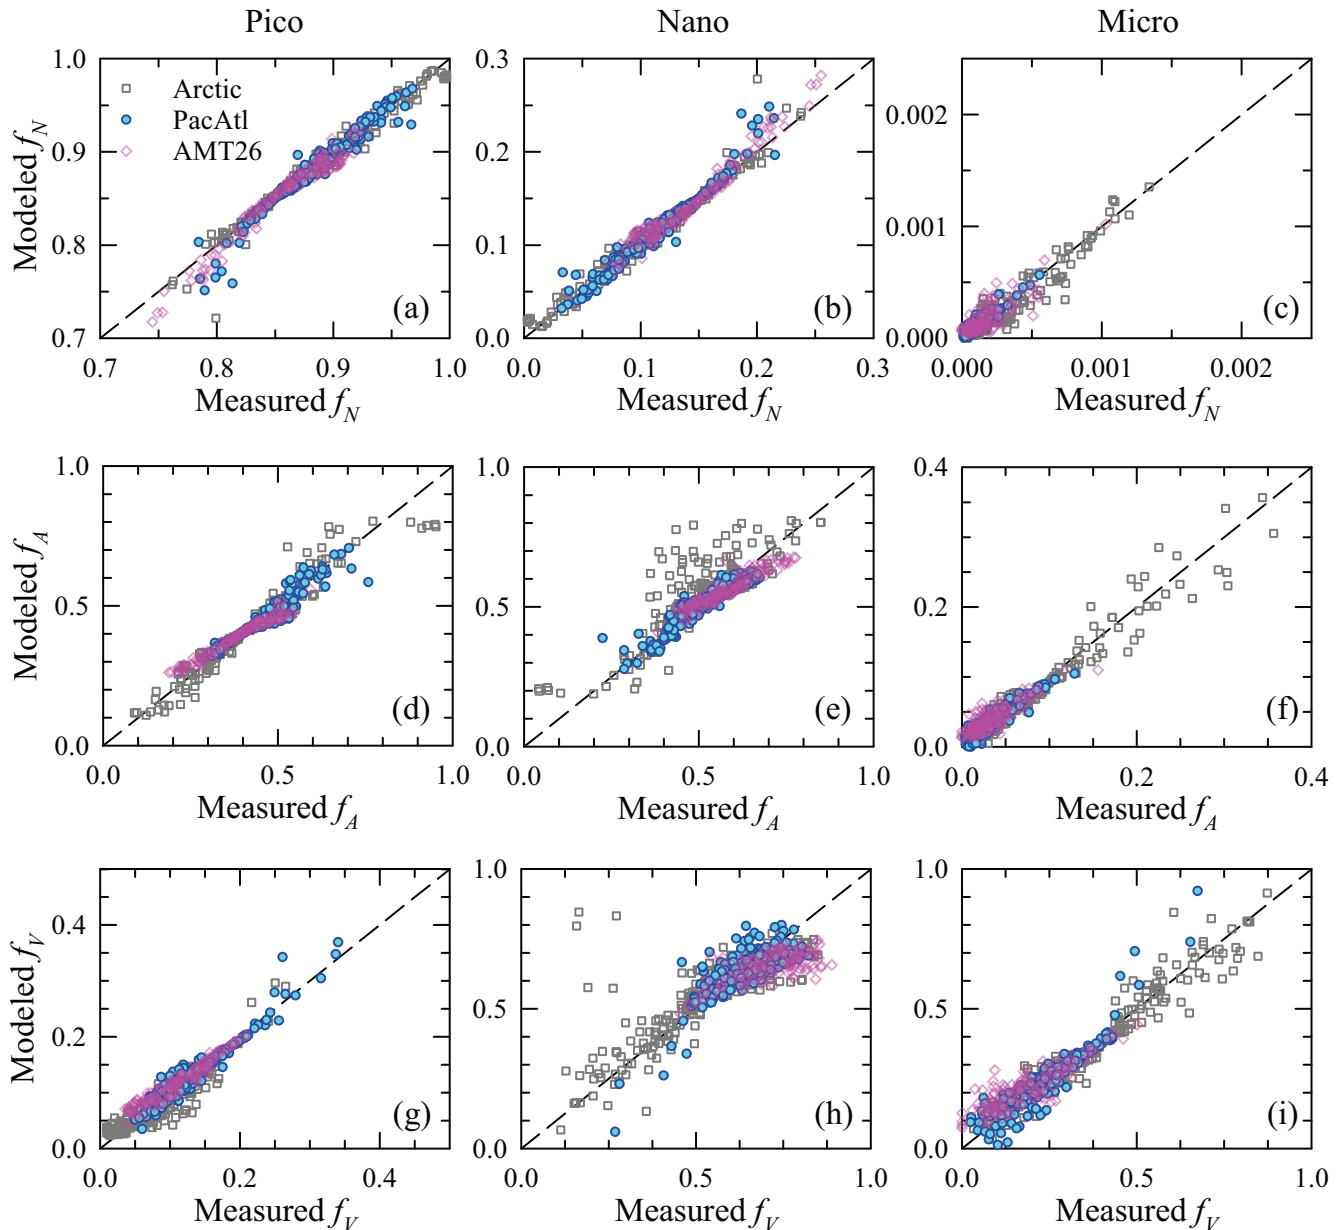 Pico Nano Micro
1.0 0.3
Arctic
PacAtl
AMT26
0.002
0.9 0.2
Modeled f_N
0.8 0.1 0.001
(a) (b) (c)
0.7 0.0 0.000
0.7 0.8 0.9 1.0 0.0 0.1 0.2 0.3 0.000 0.001 0.002
Measured f_N Measured f_N Measured f_N
1.0 1.0 0.4
Modeled f_A
0.5 0.5 0.2
(d) (e) (f)
0.0 0.0 0.0
0.0 0.5 1.0 0.0 0.5 1.0 0.0 0.2 0.4
Measured f_A Measured f_A Measured f_A
1.0 1.0
0.4
Modeled f_V
0.5 0.5
0.2
(g) (h) (i)
0.0 0.0 0.0
0.0 0.2 0.4 0.0 0.5 1.0 0.0 0.5 1.0
Measured f_V Measured f_V Measured f_V